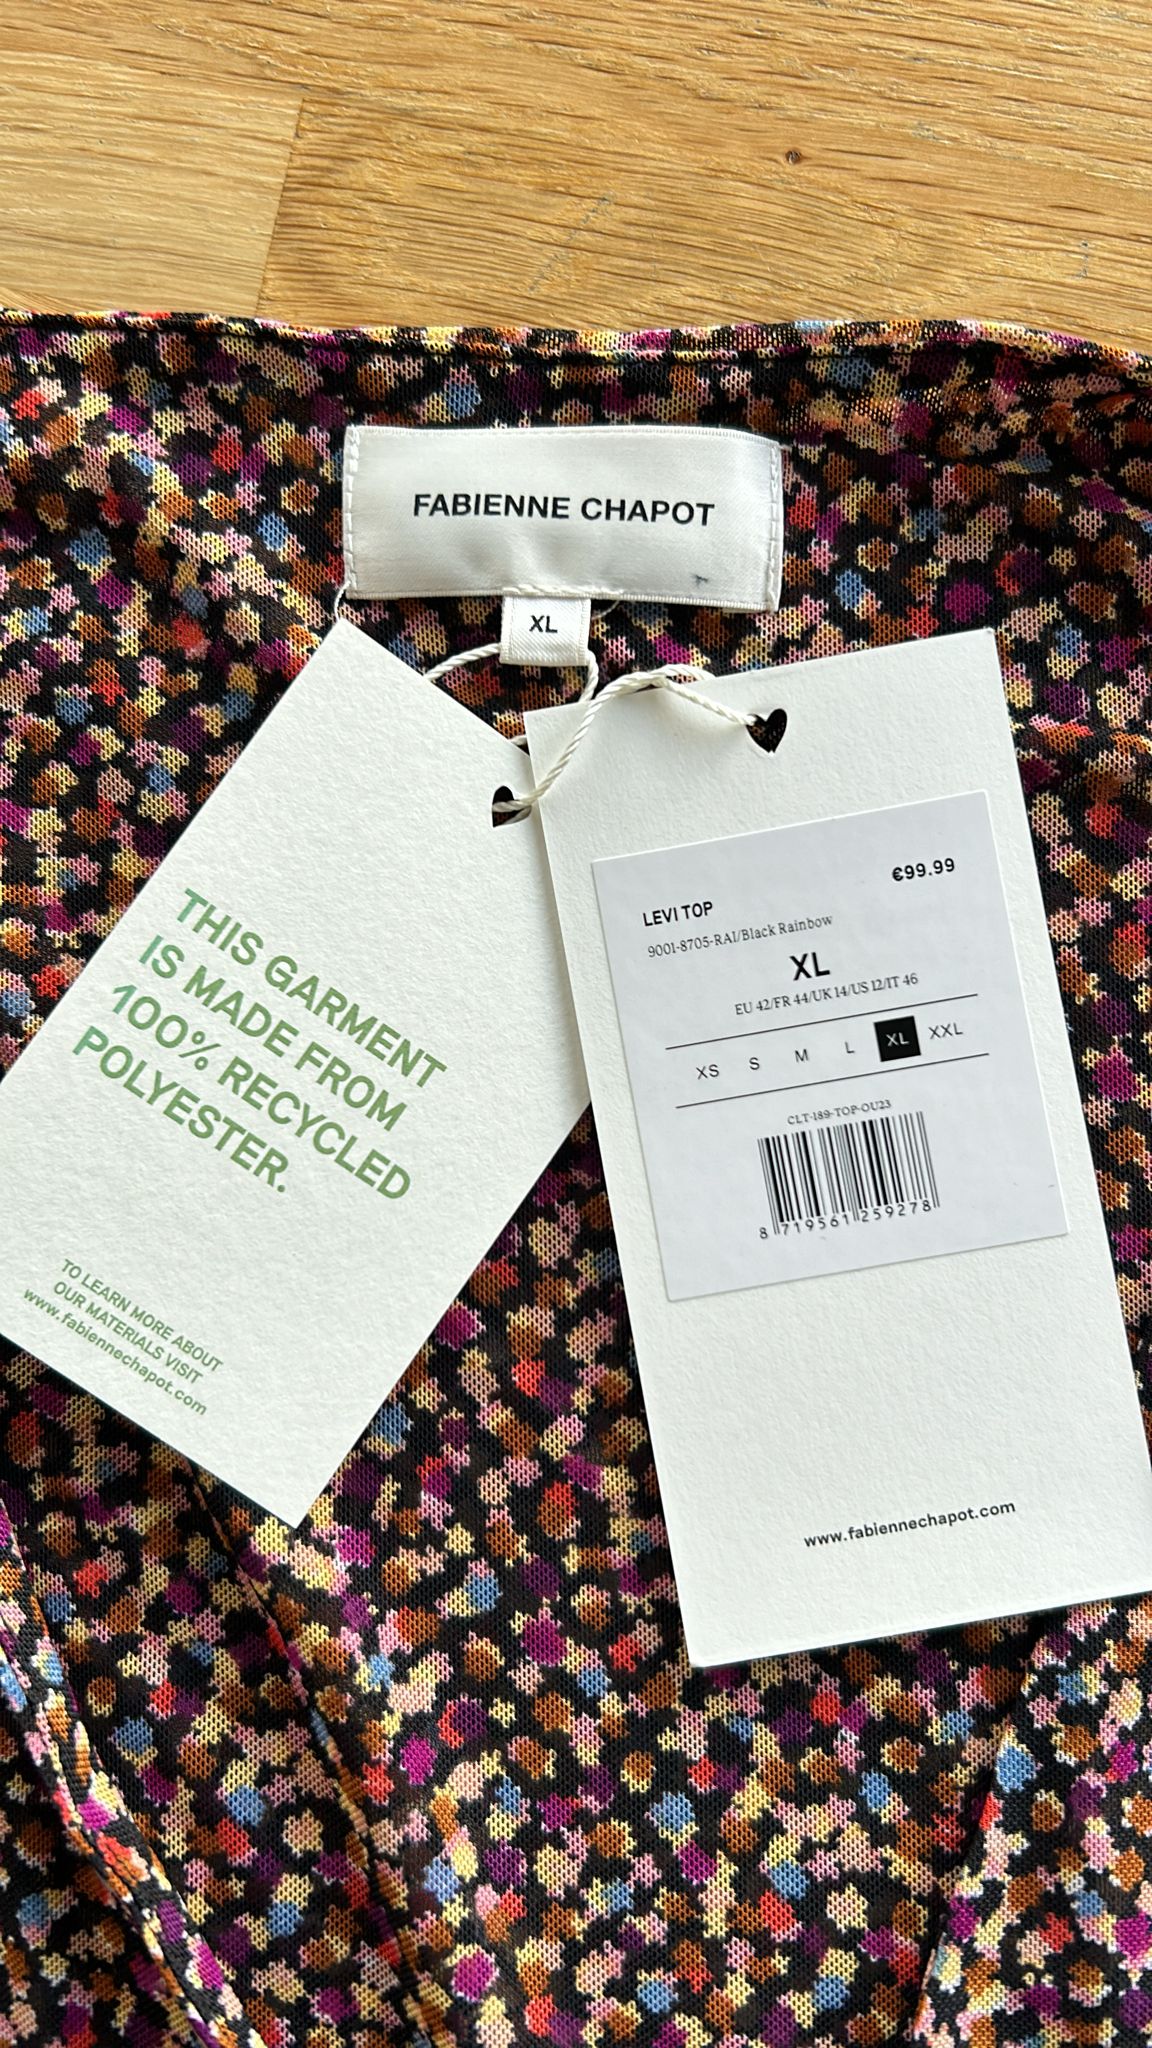 FABIENNE CHAPOT
XL
THIS GARMENT
IS MADE FROM
100% RECYCLED
POLYESTER.
TO LEARN MORE ABOUT
OUR MATERIALS VISIT
www.fabiennechapot.com
€99.99
LEVI TOP
9001-8705-RAI/Black Rainbow
XL
EU 42/FR 44/UK 14/US 12/IT 46
XS S M L XL XXL
CLT-189-TOP-OU23
8 719561 259278
www.fabiennechapot.com